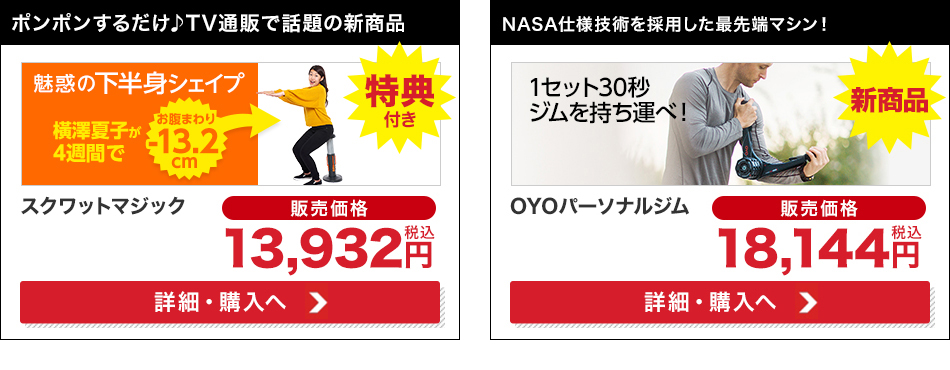 ポンポンするだけ♪TV通販で話題の新商品
魅惑の下半身シェイプ
横澤夏子が
4週間で
お腹まわり
-13.2
cm
特典
付き
スクワットマジック
販売価格
13,932円税込
詳細・購入へ
NASA仕様技術を採用した最先端マシン！
1セット30秒
ジムを持ち運べ！
新商品
OYOパーソナルジム
販売価格
18,144円税込
詳細・購入へ